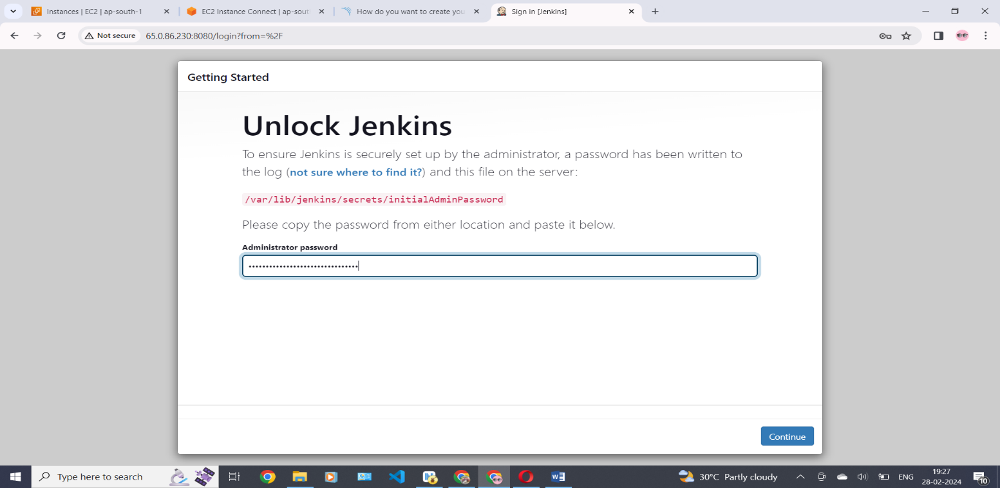 Instances | EC2 | ap-south-1
EC2 Instance Connect | ap-sout
How do you want to create you
Sign in [Jenkins]
Not secure
65.0.86.230:8080/login?from=%2F
Getting Started
Unlock Jenkins
To ensure Jenkins is securely set up by the administrator, a password has been written to
the log (not sure where to find it?) and this file on the server:
/var/lib/jenkins/secrets/initialAdminPassword
Please copy the password from either location and paste it below.
Administrator password
••••••••••••••••••••••••••••••••
Continue
Type here to search
30°C Partly cloudy
ENG
19:27
28-02-2024
10